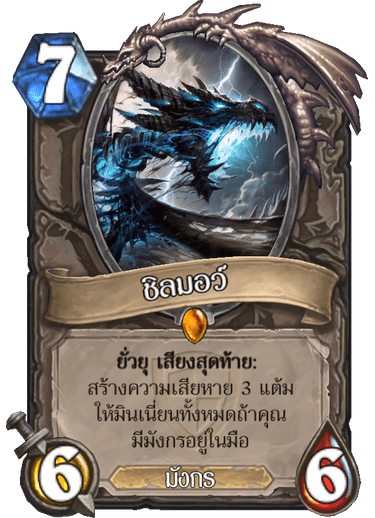 7
ชิลมอว์
ยั่วยุ เสียงสุดท้าย:
สร้างความเสียหาย 3 แต้ม
ให้มินเนี่ยนทั้งหมดถ้าคุณ
มีมังกรอยู่ในมือ
6
มังกร
6